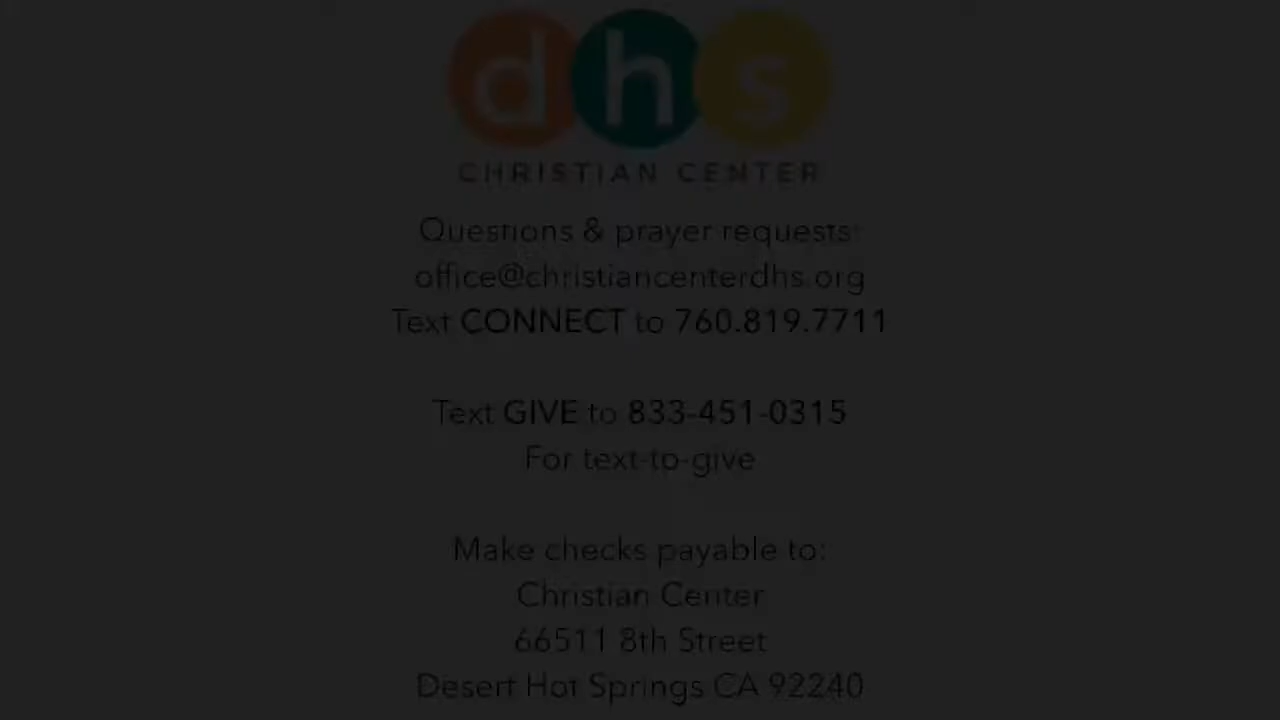 dhs
CHRISTIAN CENTER
Questions & prayer requests:
office@christiancenterdhs.org
Text CONNECT to 760.819.7711
Text GIVE to 833-451-0315
For text-to-give
Make checks payable to:
Christian Center
66511 8th Street
Desert Hot Springs CA 92240